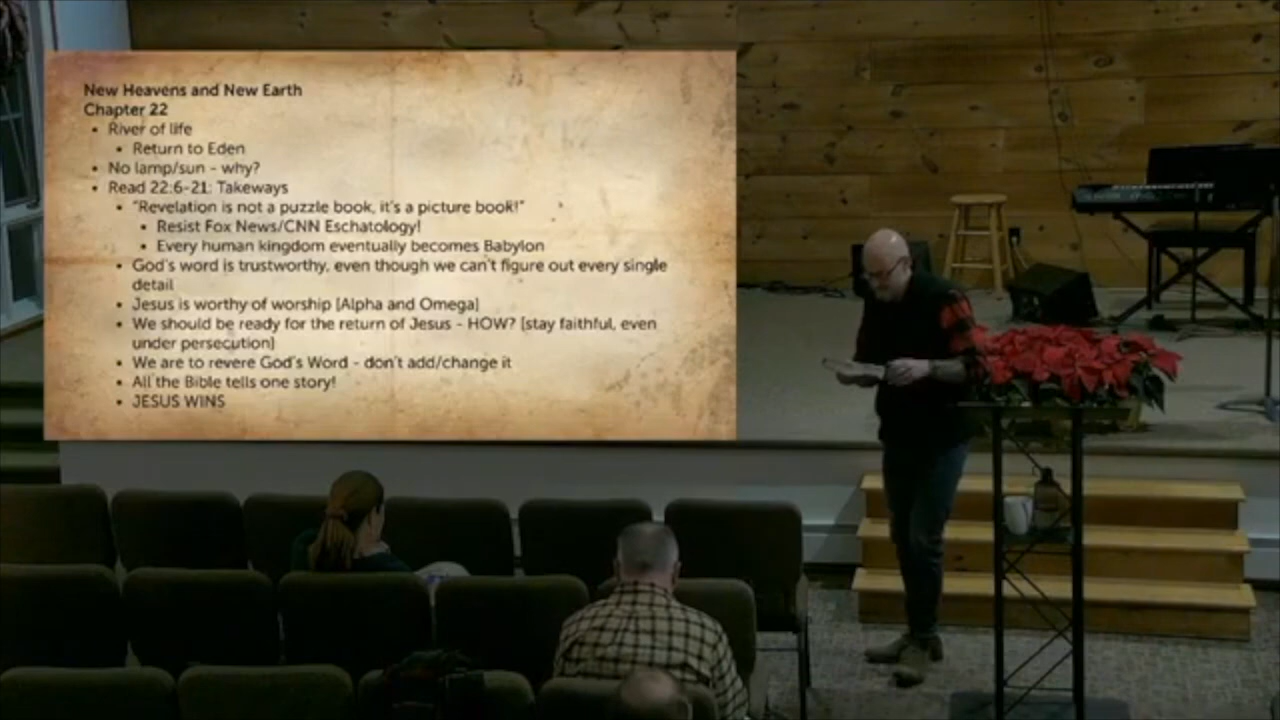 New Heavens and New Earth
Chapter 22
• River of life
• Return to Eden
• No lamp/sun - why?
• Read 22:6-21: Takeways
• "Revelation is not a puzzle book, it's a picture book!"
• Resist Fox News/CNN Eschatology!
• Every human kingdom eventually becomes Babylon
• God's word is trustworthy, even though we can't figure out every single
detail
• Jesus is worthy of worship [Alpha and Omega]
• We should be ready for the return of Jesus - HOW? [stay faithful, even
under persecution]
• We are to revere God's Word - don't add/change it
• All the Bible tells one story!
• JESUS WINS